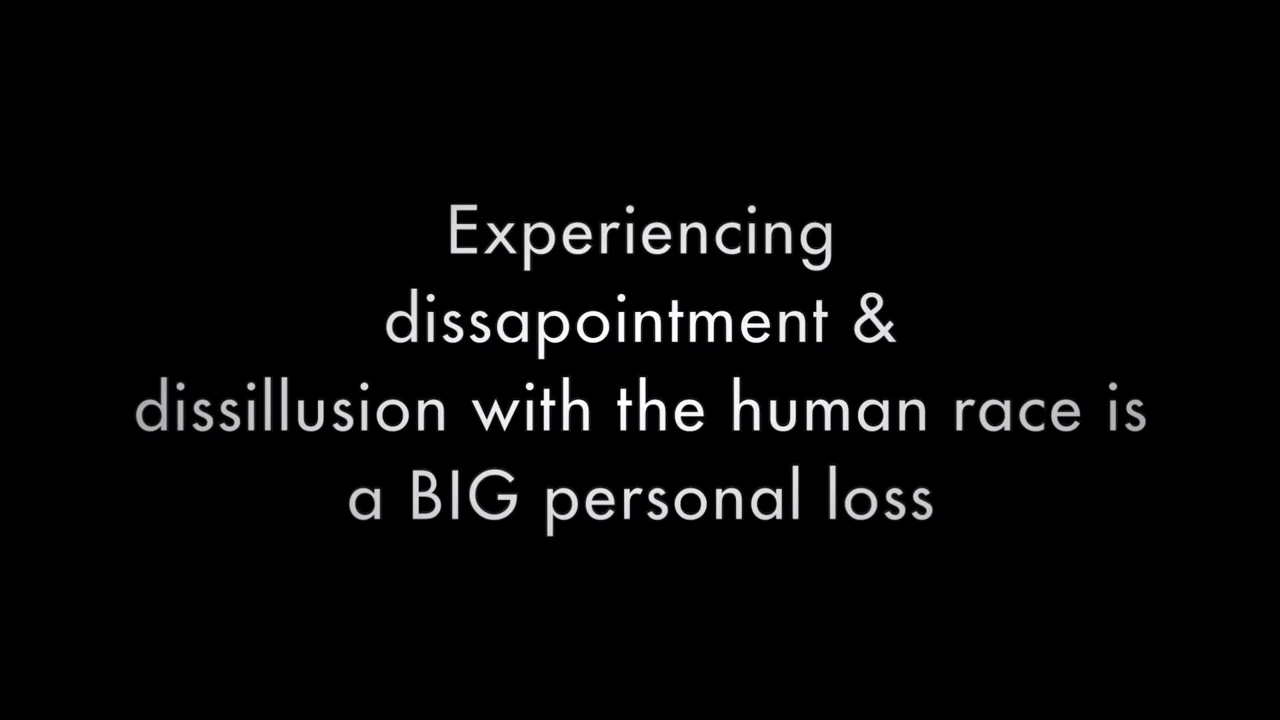 Experiencing
dissapointment &
dissillusion with the human race is
a BIG personal loss